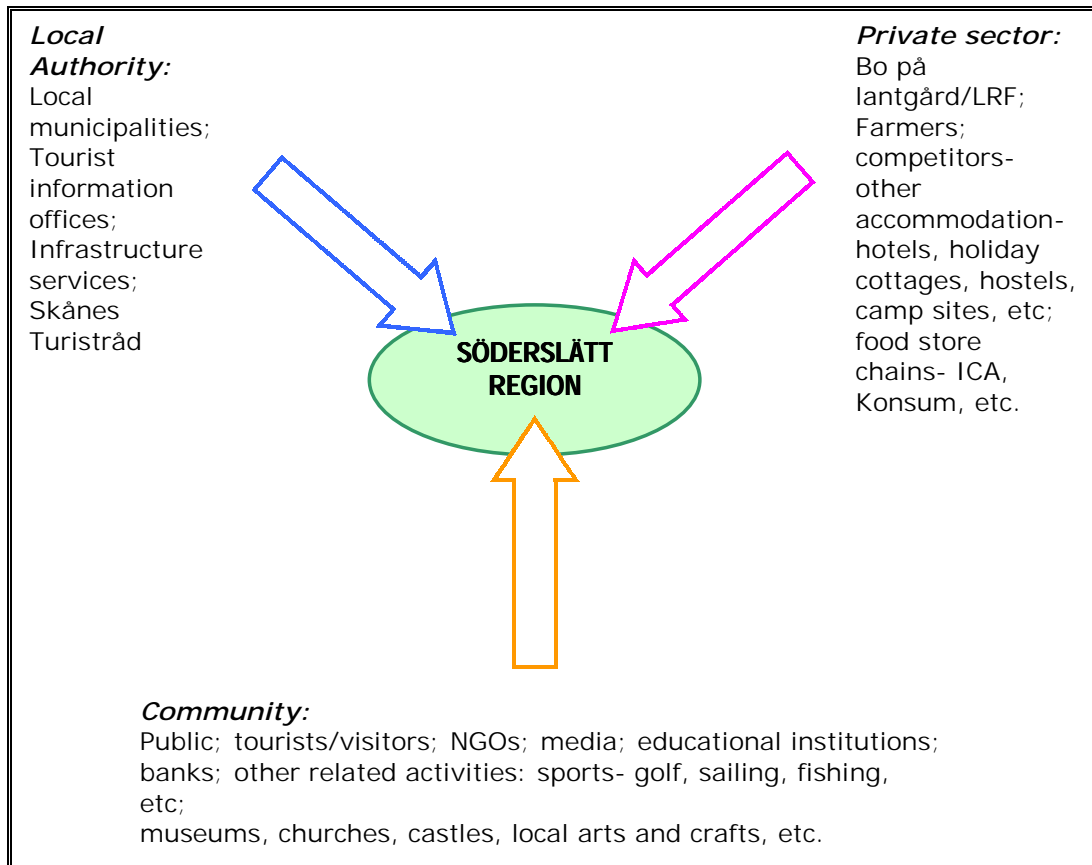 Local
Authority:
Local
municipalities;
Tourist
information
offices;
Infrastructure
services;
Skånes
Turistråd
Private sector:
Bo på
lantgård/LRF;
Farmers;
competitors-
other
accommodation-
hotels, holiday
cottages, hostels,
camp sites, etc;
food store
chains- ICA,
Konsum, etc.
SÖDERSLÄTT
REGION
Community:
Public; tourists/visitors; NGOs; media; educational institutions;
banks; other related activities: sports- golf, sailing, fishing,
etc;
museums, churches, castles, local arts and crafts, etc.